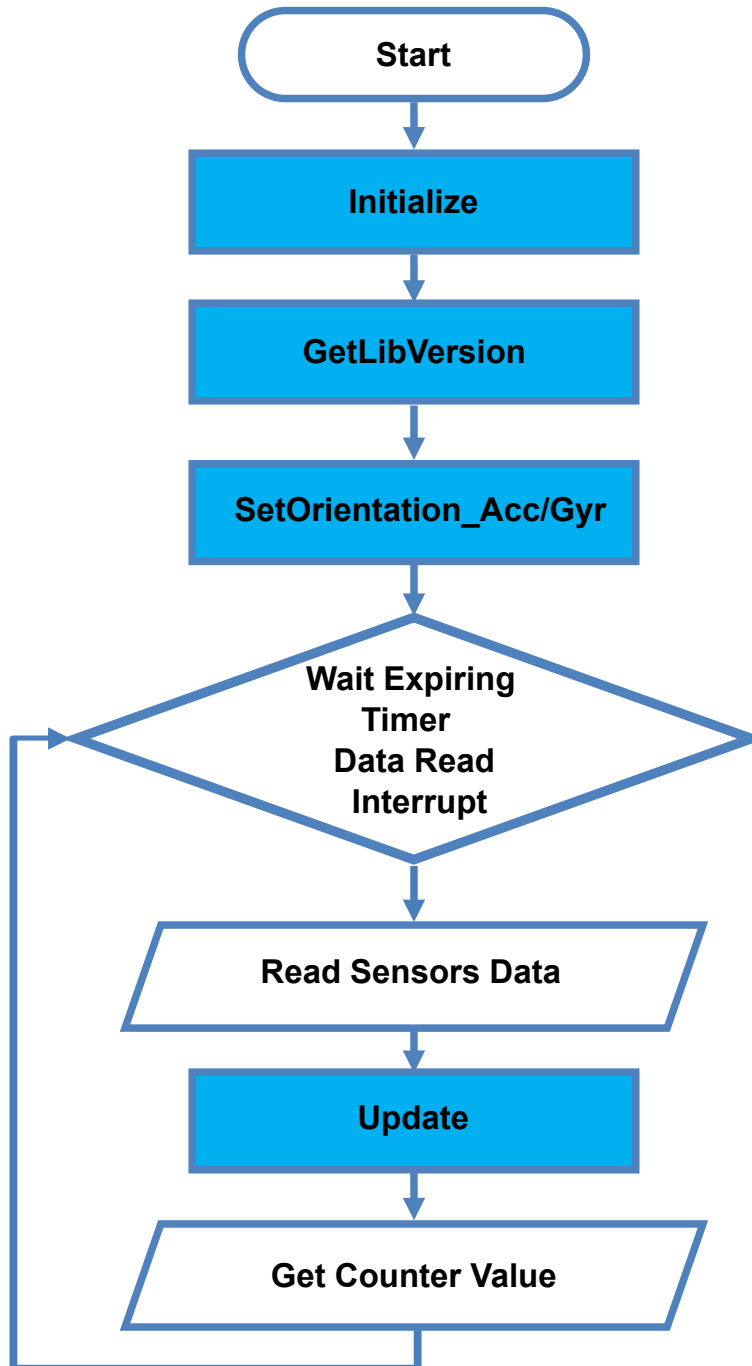 Start
Initialize
GetLibVersion
SetOrientation_Acc/Gyr
Wait Expiring
Timer
Data Read
Interrupt
Read Sensors Data
Update
Get Counter Value